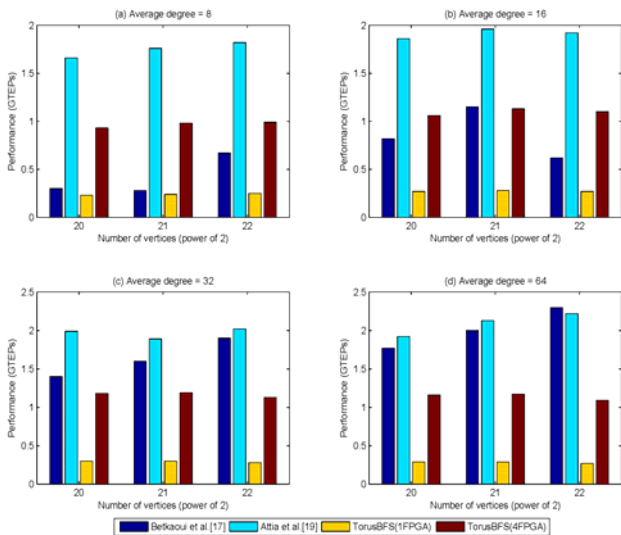 (a) Average degree = 8
(b) Average degree = 16
Performance (GTEPs)
2
1.5
1
0.5
0
20 21 22
Number of vertices (power of 2)
Performance (GTEPs)
2
1.5
1
0.5
0
20 21 22
Number of vertices (power of 2)
(c) Average degree = 32
(d) Average degree = 64
Performance (GTEPs)
2.5
2
1.5
1
0.5
0
20 21 22
Number of vertices (power of 2)
Performance (GTEPs)
2.5
2
1.5
1
0.5
0
20 21 22
Number of vertices (power of 2)
Betkaoui et al.[17] Attia et al.[19] TorusBFS(1FPGA) TorusBFS(4FPGA)